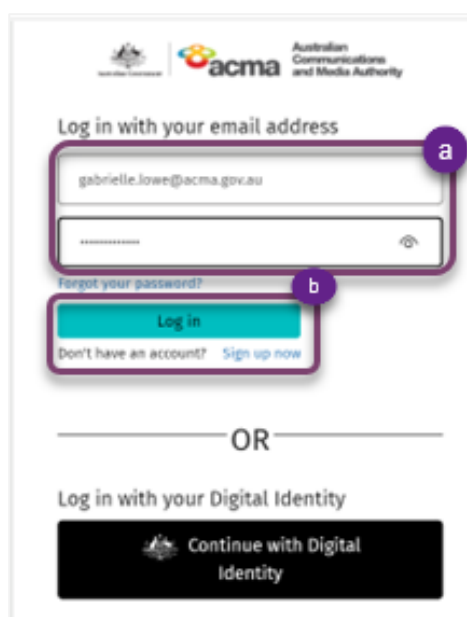 Australian Government
acma
Australian
Communications
and Media Authority
Log in with your email address
a
gabrielle.lowe@acma.gov.au
Forgot your password?
b
Log in
Don't have an account? Sign up now
OR
Log in with your Digital Identity
Continue with Digital
Identity